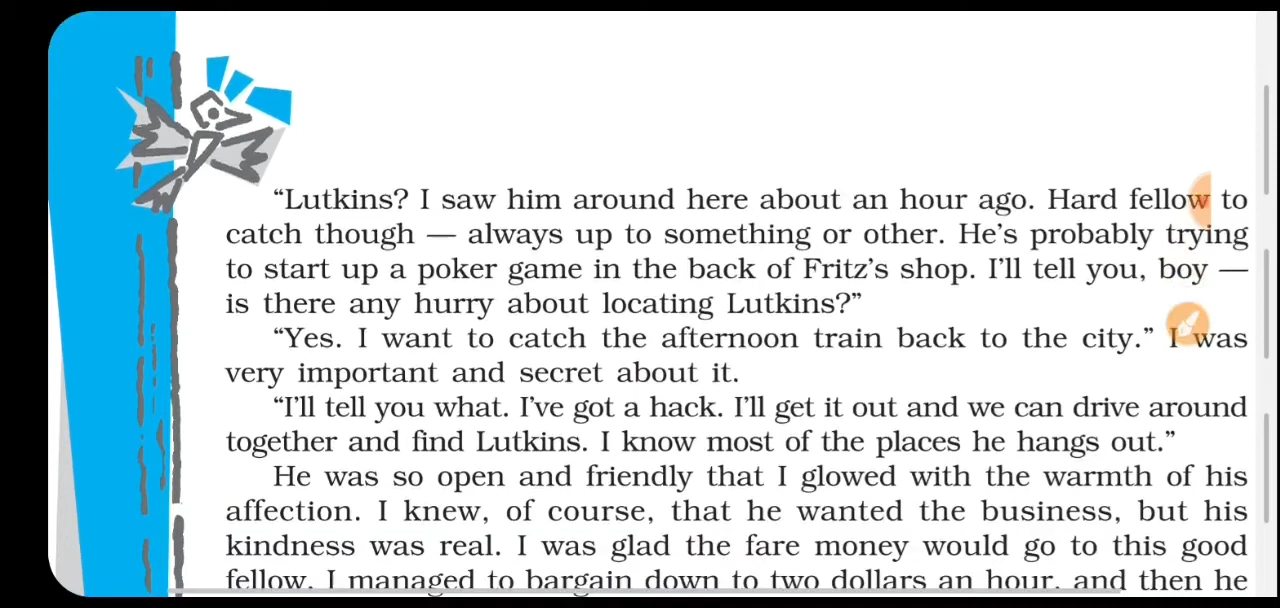 “Lutkins? I saw him around here about an hour ago. Hard fellow to
catch though — always up to something or other. He’s probably trying
to start up a poker game in the back of Fritz’s shop. I’ll tell you, boy —
is there any hurry about locating Lutkins?”
“Yes. I want to catch the afternoon train back to the city.” I was
very important and secret about it.
“I’ll tell you what. I’ve got a hack. I’ll get it out and we can drive around
together and find Lutkins. I know most of the places he hangs out.”
He was so open and friendly that I glowed with the warmth of his
affection. I knew, of course, that he wanted the business, but his
kindness was real. I was glad the fare money would go to this good
fellow. I managed to bargain down to two dollars an hour, and then he